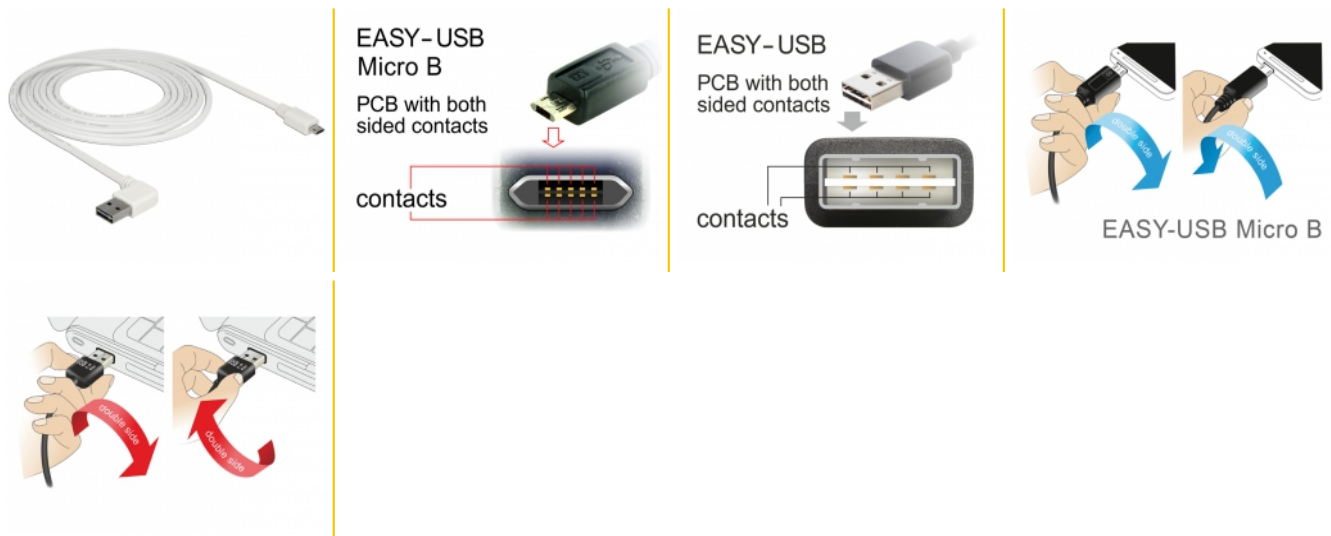 EASY-USB
Micro B
PCB with both
sided contacts
contacts
EASY-USB
PCB with both
sided contacts
contacts
double side
double side
EASY-USB Micro B
double side
double side